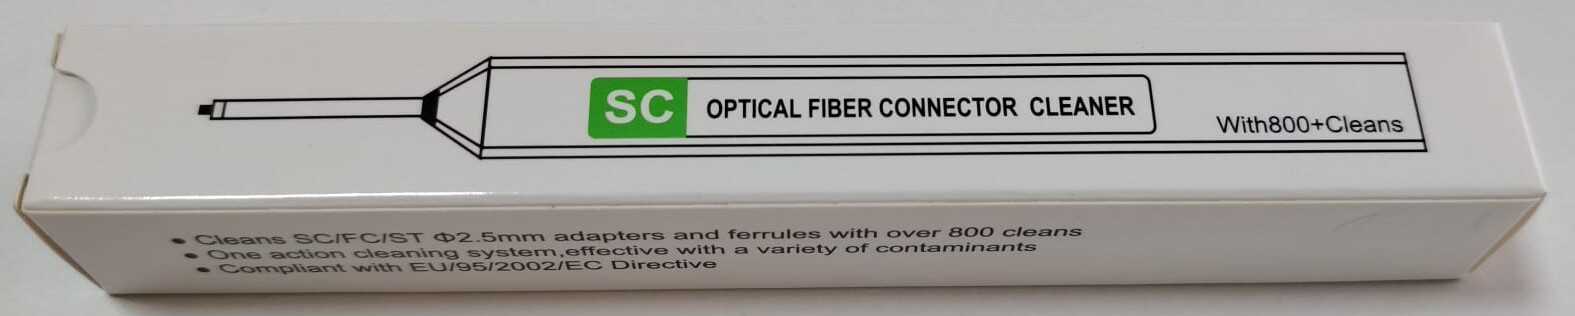 SC OPTICAL FIBER CONNECTOR CLEANER
With800+Cleans
• Cleans SC/FC/ST Φ2.5mm adapters and ferrules with over 800 cleans
• One action cleaning system,effective with a variety of contaminants
• Compliant with EU/95/2002/EC Directive